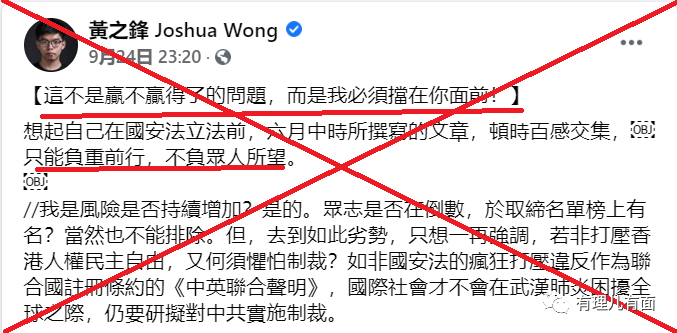 黃之鋒 Joshua Wong
9月24日 23:20
【這不是贏不贏得了的問題，而是我必須擋在你面前！】
想起自己在國安法立法前，六月中時所撰寫的文章，頓時百感交集，OBJ
只能負重前行，不負眾人所望。
OBJ
//我是風險是否持續增加？是的。眾志是否在倒數，於取締名單榜上有
名？當然也不能排除。但，去到如此劣勢，只想一再強調，若非打壓香
港人權民主自由，又何須懼怕制裁？如非國安法的瘋狂打壓違反作為聯
合國註冊條約的《中英聯合聲明》，國際社會才不會在武漢肺炎困擾全
球之際，仍要研擬對中共實施制裁。
有理儿有面